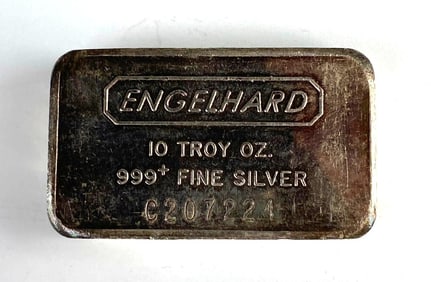 ENGELHARD
10 TROY OZ.
999+ FINE SILVER
C207221